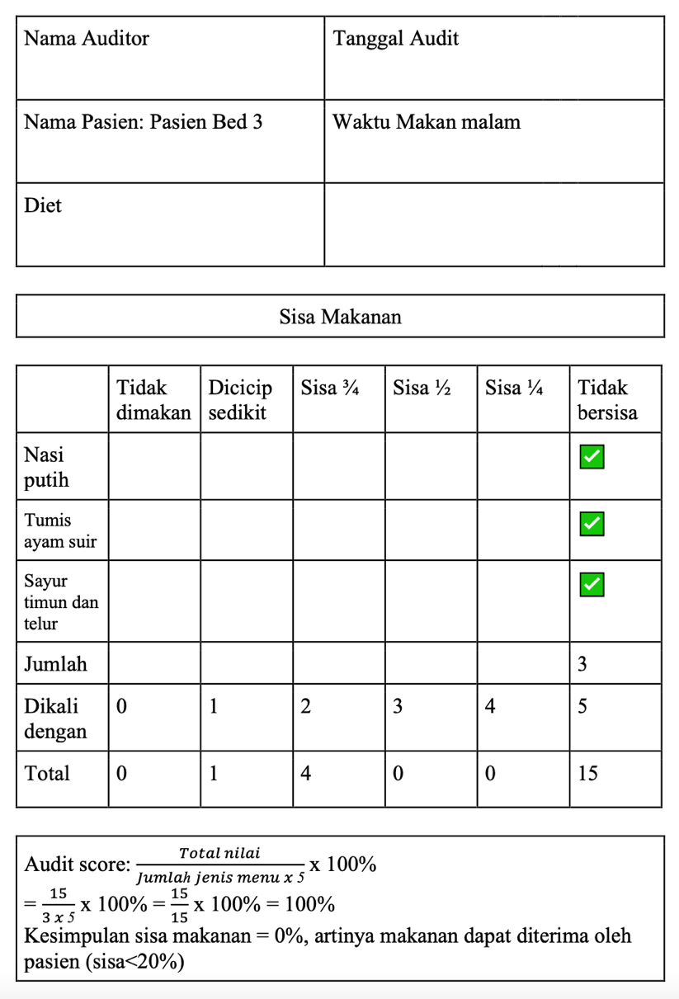 Nama Auditor
Tanggal Audit
Nama Pasien: Pasien Bed 3
Waktu Makan malam
Diet
Sisa Makanan
Tidak dimakan
Dicicip sedikit
Sisa ¾
Sisa ½
Sisa ¼
Tidak bersisa
Nasi putih ✅
Tumis ayam suir ✅
Sayur timun dan telur ✅
Jumlah 3
Dikali dengan 0 1 2 3 4 5
Total 0 1 4 0 0 15
Audit score: Total nilai / Jumlah jenis menu x 5 x 100%
= 15 / 3 x 5 x 100% = 15 / 15 x 100% = 100%
Kesimpulan sisa makanan = 0%, artinya makanan dapat diterima oleh
pasien (sisa<20%)